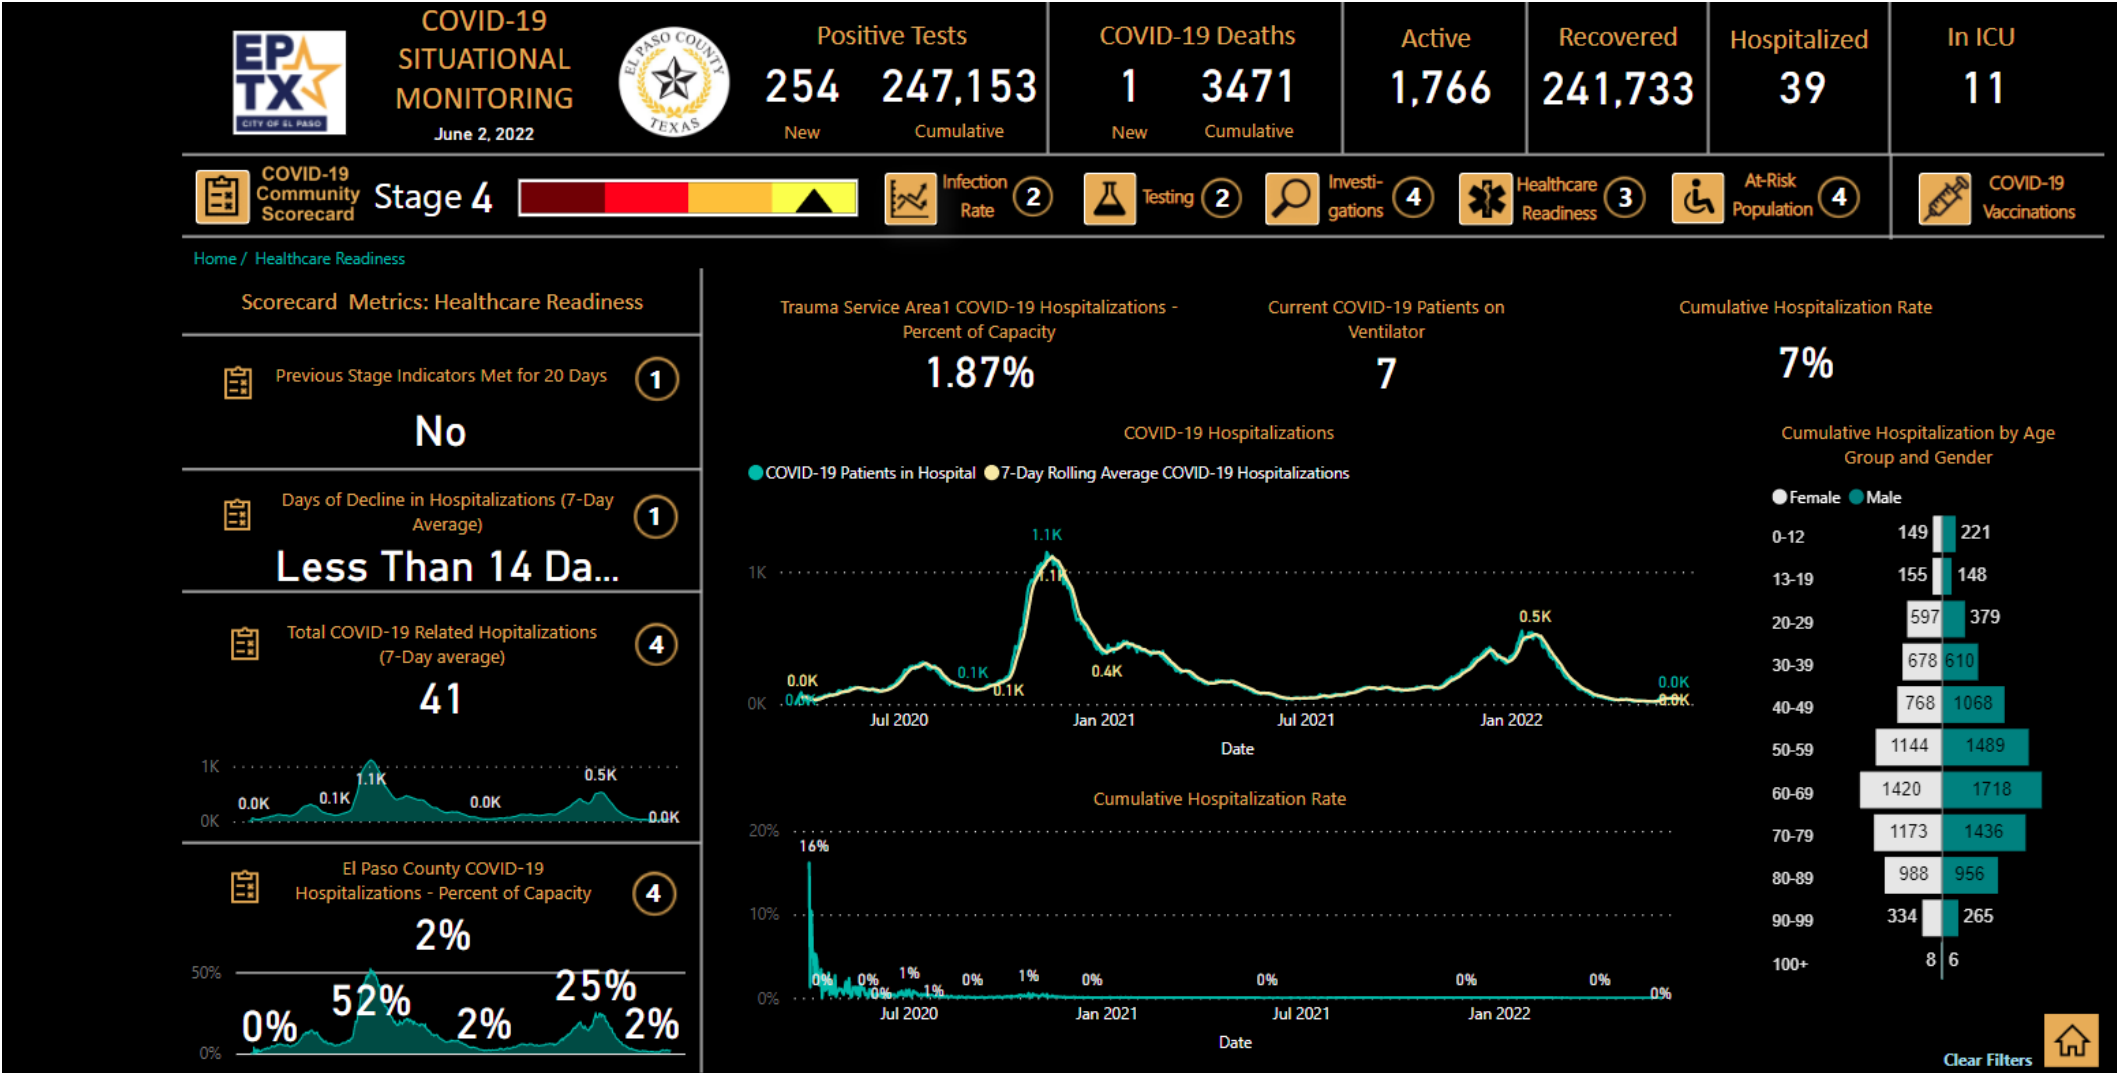 EP
TX
CITY OF EL PASO
COVID-19
SITUATIONAL
MONITORING
June 2, 2022
EL PASO COUNTY
TEXAS
Positive Tests
254 247,153
New Cumulative
COVID-19 Deaths
1 3471
New Cumulative
Active
1,766
Recovered
241,733
Hospitalized
39
In ICU
11
COVID-19
Community
Scorecard
Stage 4
Infection
Rate
2
Testing 2
Investi-
gations
4
Healthcare
Readiness
3
At-Risk
Population
4
COVID-19
Vaccinations
Home / Healthcare Readiness
Scorecard Metrics: Healthcare Readiness
Previous Stage Indicators Met for 20 Days
1
No
Days of Decline in Hospitalizations (7-Day
Average)
1
Less Than 14 Da...
Total COVID-19 Related Hopitalizations
(7-Day average)
4
41
1K
0K
0.0K
0.1K
1.1K
0.0K
0.5K
0.0K
El Paso County COVID-19
Hospitalizations - Percent of Capacity
4
2%
50%
0%
0%
52%
2%
25%
2%
Trauma Service Area1 COVID-19 Hospitalizations -
Percent of Capacity
1.87%
Current COVID-19 Patients on
Ventilator
7
Cumulative Hospitalization Rate
7%
COVID-19 Hospitalizations
COVID-19 Patients in Hospital 7-Day Rolling Average COVID-19 Hospitalizations
1K
0K
0.0K
0.0K
0.1K
0.1K
1.1K
1.1K
0.4K
0.5K
0.0K
0.0K
Jul 2020 Jan 2021 Jul 2021 Jan 2022
Date
Cumulative Hospitalization Rate
20%
10%
0%
16%
0%
0%
0%
1%
1%
0%
1%
0%
0%
0%
0%
0%
Jul 2020 Jan 2021 Jul 2021 Jan 2022
Date
Cumulative Hospitalization by Age
Group and Gender
Female Male
0-12 149 221
13-19 155 148
20-29 597 379
30-39 678 610
40-49 768 1068
50-59 1144 1489
60-69 1420 1718
70-79 1173 1436
80-89 988 956
90-99 334 265
100+ 8 6
Clear Filters